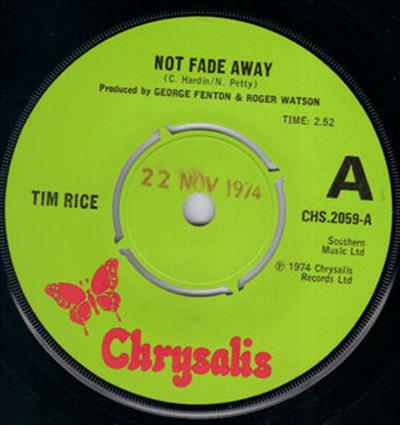 NOT FADE AWAY
(C. Hardin/N. Petty)
Produced by GEORGE FENTON & ROGER WATSON
TIME: 2.52
TIM RICE
22 NOV 1974
A
CHS.2059-A
Southern
Music Ltd
℗ 1974 Chrysalis
Records Ltd
Chrysalis